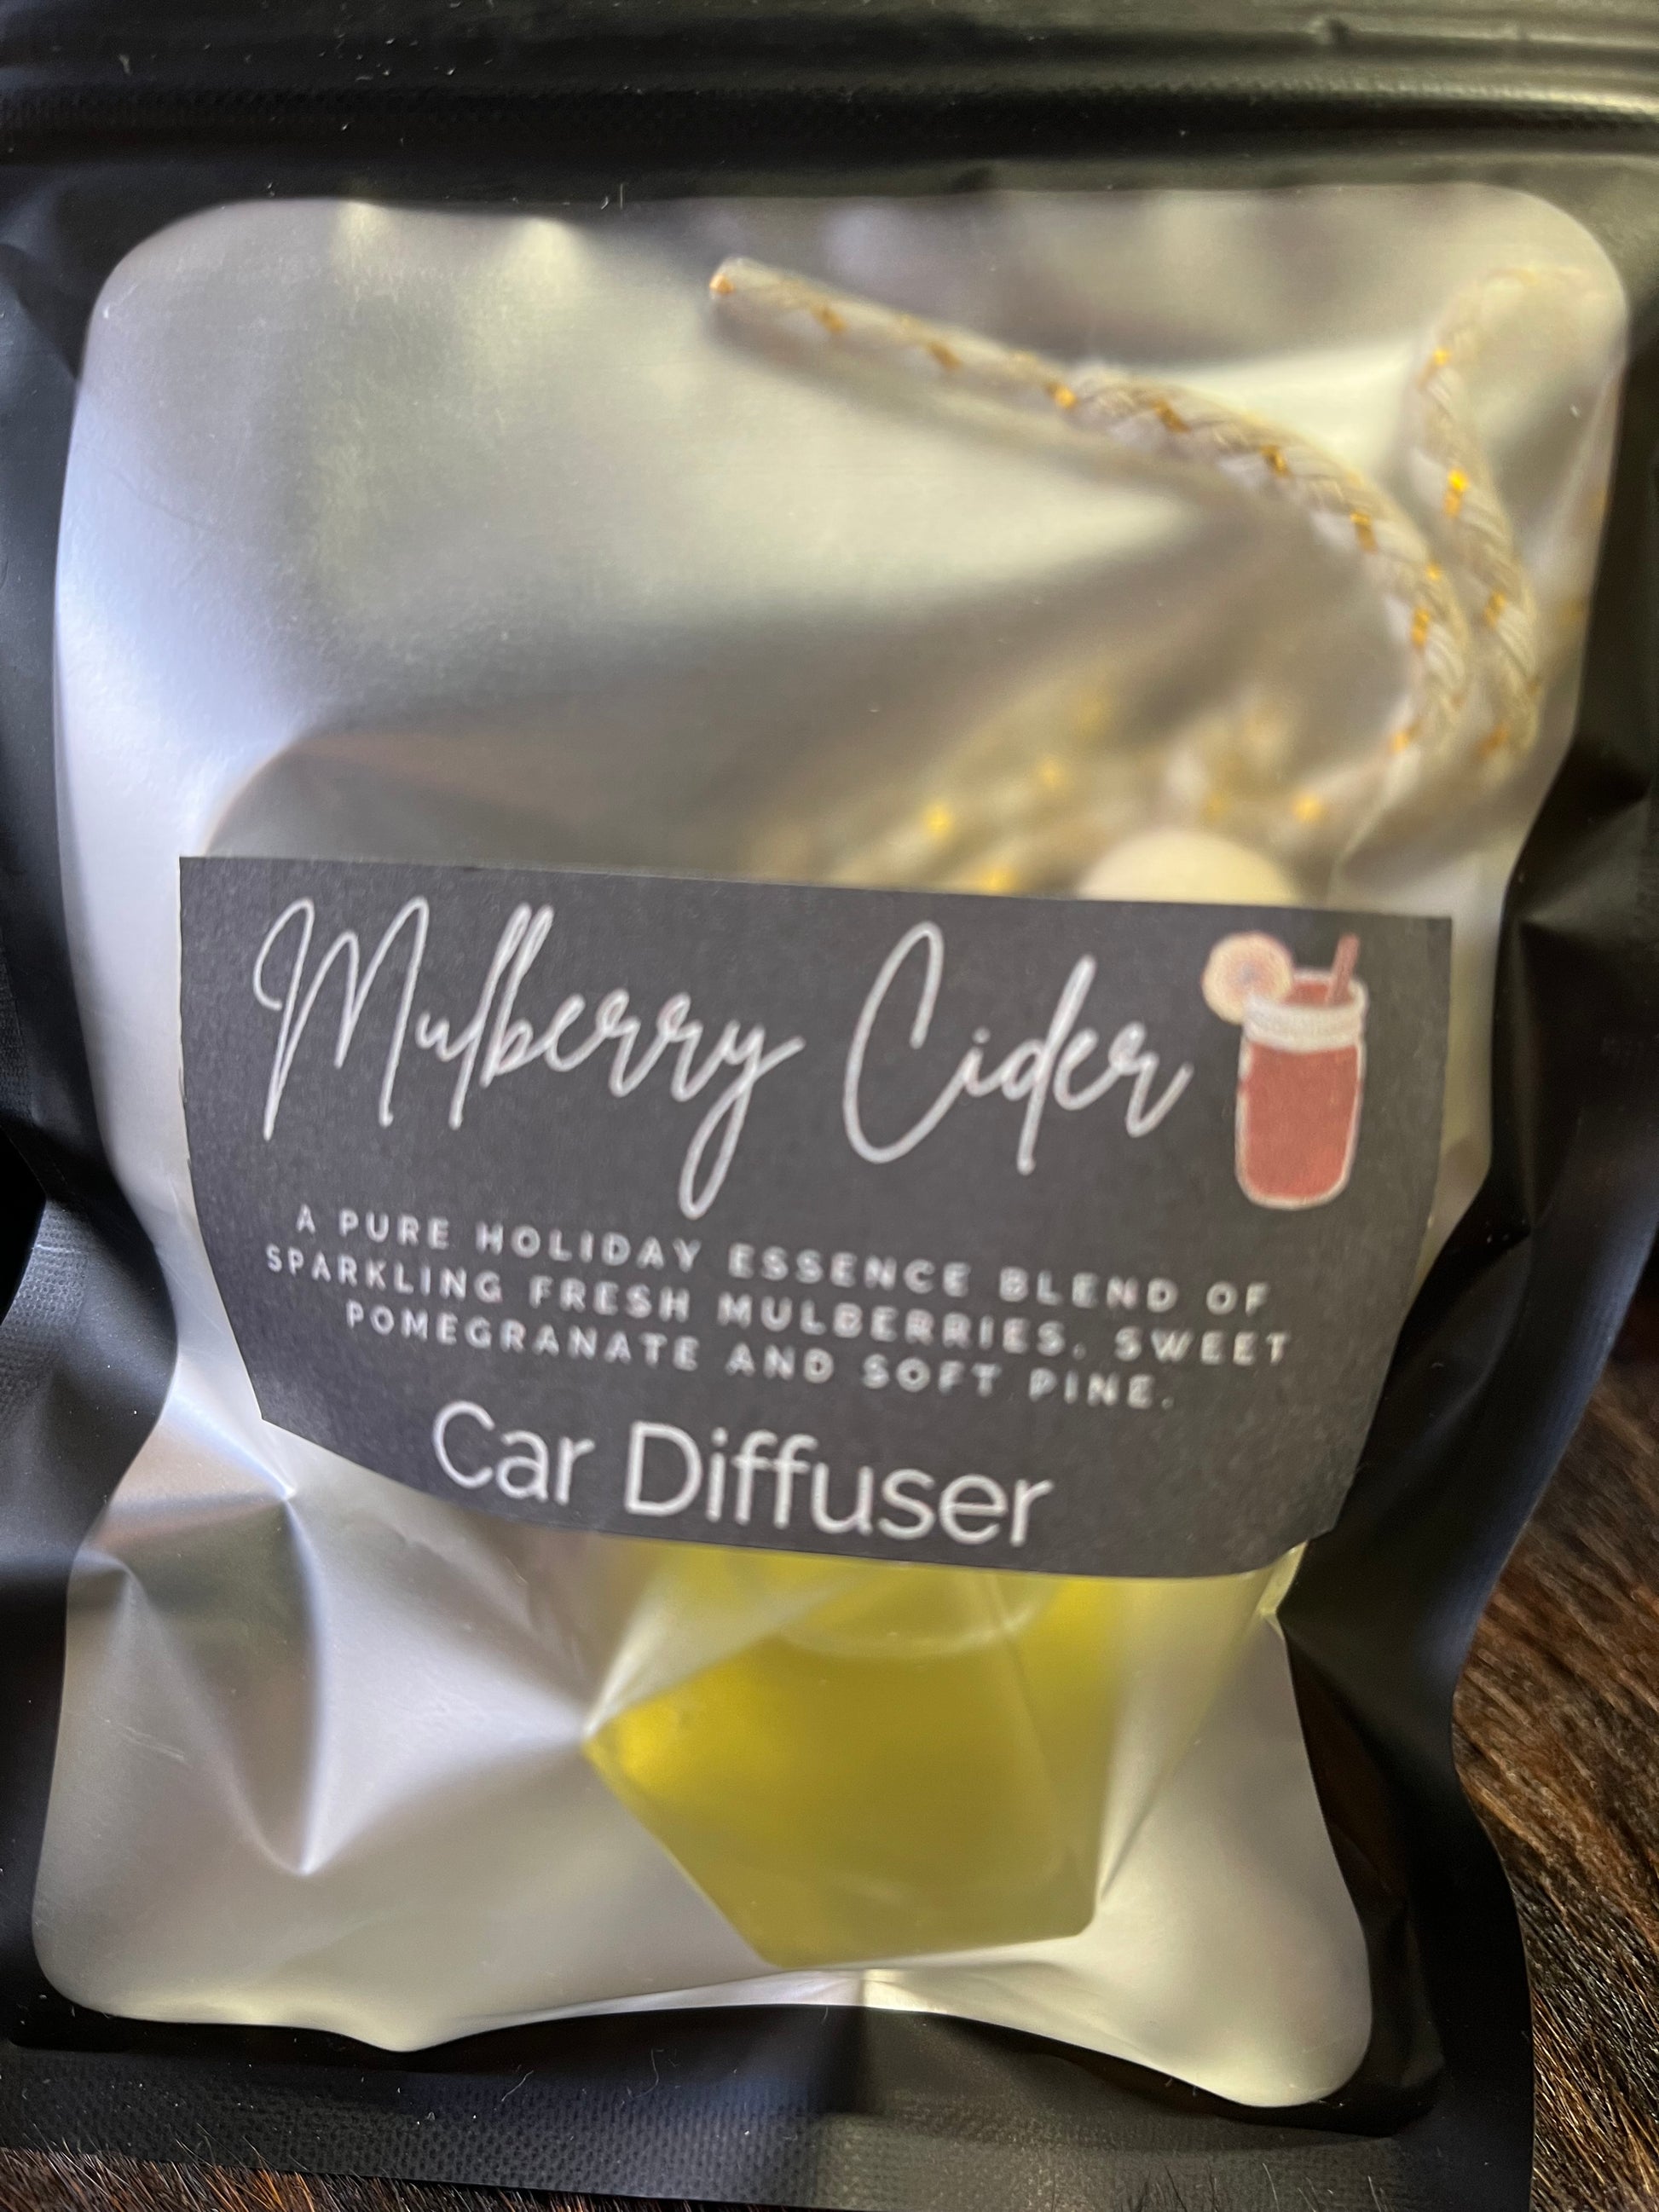 Mulberry Cider
A PURE HOLIDAY ESSENCE BLEND OF
SPARKLING FRESH MULBERRIES, SWEET
POMEGRANATE AND SOFT PINE.
Car Diffuser